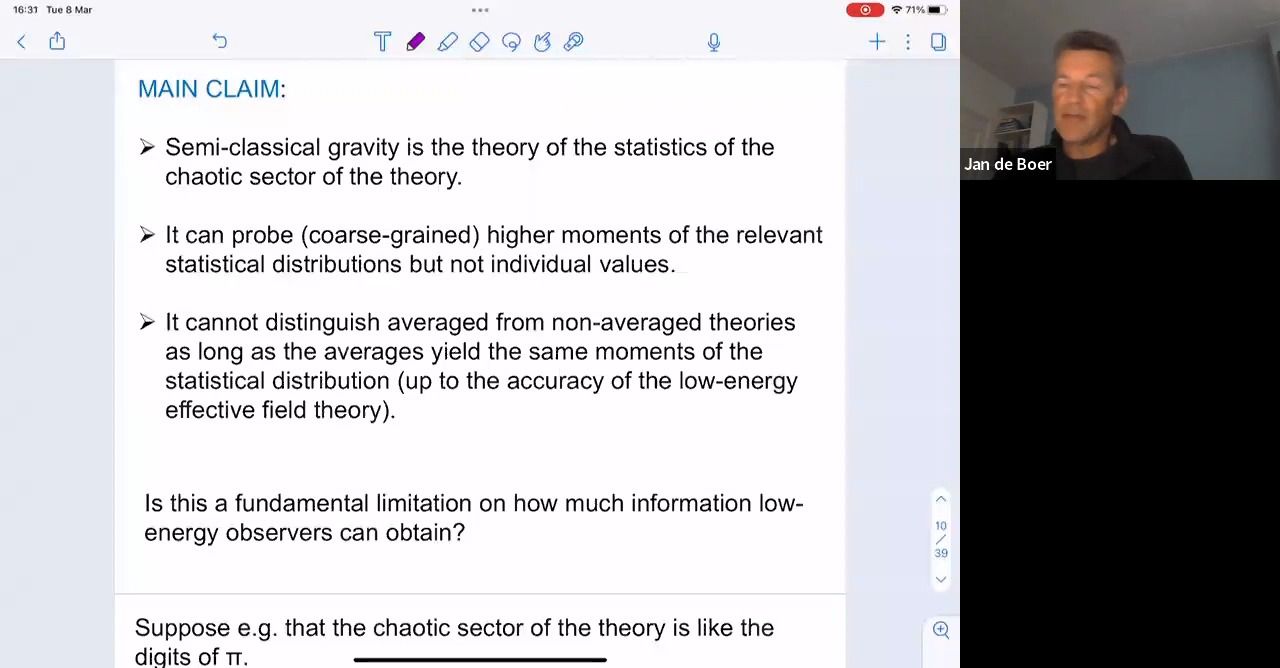 16:31 Tue 8 Mar
71%
MAIN CLAIM:
➢ Semi-classical gravity is the theory of the statistics of the
chaotic sector of the theory.
➢ It can probe (coarse-grained) higher moments of the relevant
statistical distributions but not individual values.
➢ It cannot distinguish averaged from non-averaged theories
as long as the averages yield the same moments of the
statistical distribution (up to the accuracy of the low-energy
effective field theory).
Is this a fundamental limitation on how much information low-
energy observers can obtain?
10
/
39
Suppose e.g. that the chaotic sector of the theory is like the
digits of π.
Jan de Boer